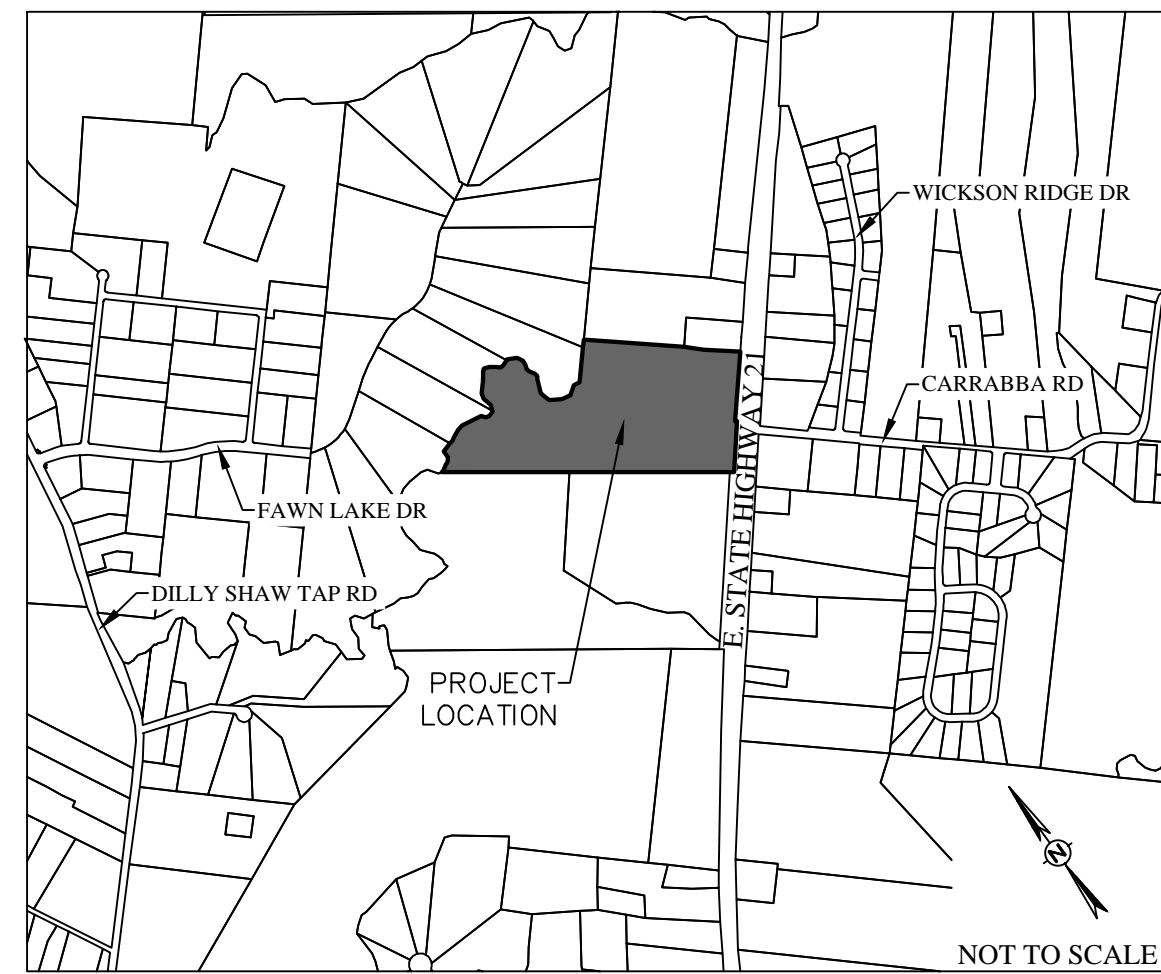 WICKSON RIDGE DR
E. STATE HIGHWAY 21
CARRABBA RD
FAWN LAKE DR
DILLY SHAW TAP RD
PROJECT
LOCATION
N
NOT TO SCALE